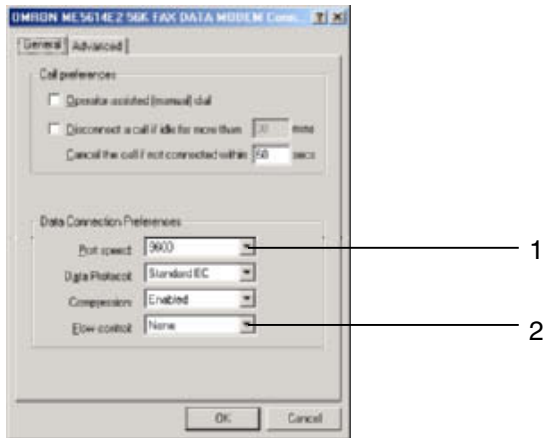 OMRON ME5614E2 56K FAX DATA MODEM Conn...
General
Advanced
Call preferences
Operator assisted (manual) dial
Disconnect a call if idle for more than 30 mins
Cancel the call if not connected within 60 secs
Data Connection Preferences
Port speed: 9600
1
Data Protocol: Standard EC
Compression: Enabled
Flow control: None
2
OK
Cancel